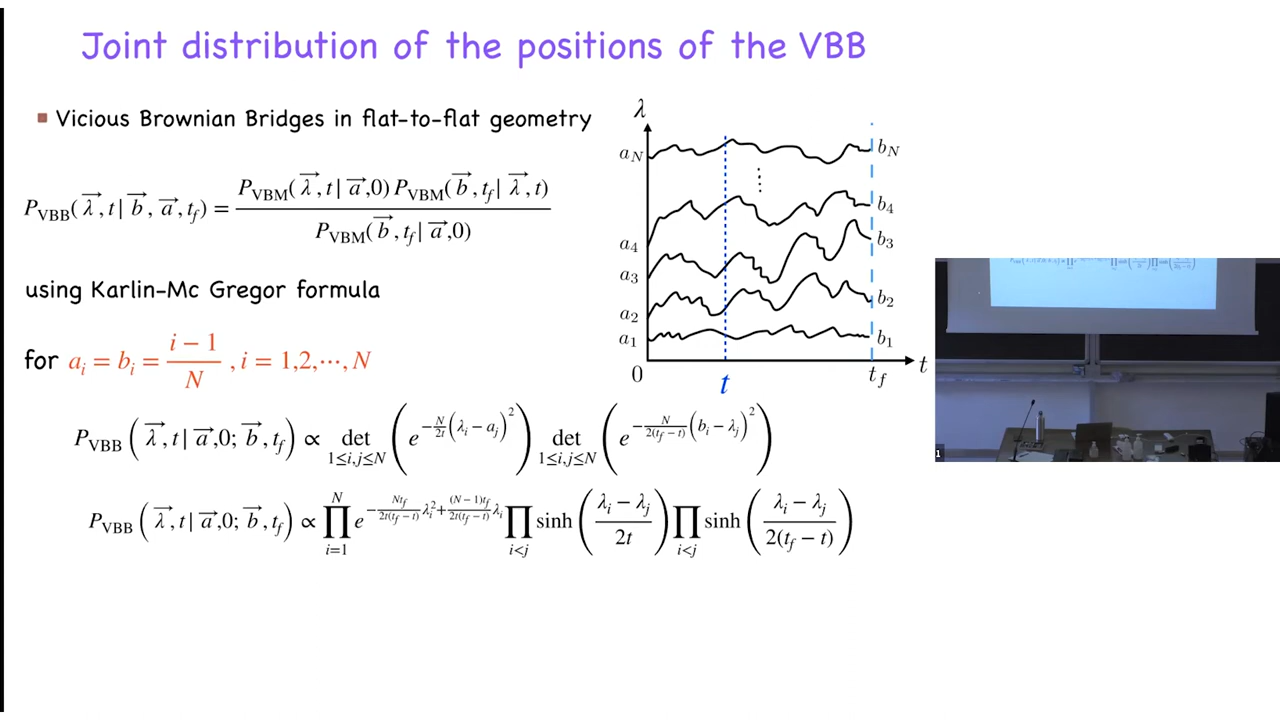 Joint distribution of the positions of the VBB
Vicious Brownian Bridges in flat-to-flat geometry
P_VBB(λ⃗, t | b⃗, a⃗, t_f) = P_VBM(λ⃗, t | a⃗,0) P_VBM(b⃗, t_f | λ⃗, t) / P_VBM(b⃗, t_f | a⃗,0)
using Karlin-Mc Gregor formula
for a_i = b_i = (i − 1)/N , i = 1,2,⋯, N
P_VBB(λ⃗, t | a⃗,0; b⃗, t_f) ∝ det_{1≤i,j≤N} (e^{−N/(2t) (λ_i − a_j)^2}) det_{1≤i,j≤N} (e^{−N/(2(t_f − t)) (b_i − λ_j)^2})
P_VBB(λ⃗, t | a⃗,0; b⃗, t_f) ∝ ∏_{i=1}^{N} e^{−Nt_f/(2t(t_f − t)) λ_i^2 + (N−1)t_f/(2t(t_f − t)) λ_i} ∏_{i<j} sinh((λ_i − λ_j)/(2t)) ∏_{i<j} sinh((λ_i − λ_j)/(2(t_f − t)))
λ
a_N
b_N
⋮
b_4
a_4
b_3
a_3
b_2
a_2
a_1
b_1
0
t
t_f
t
1